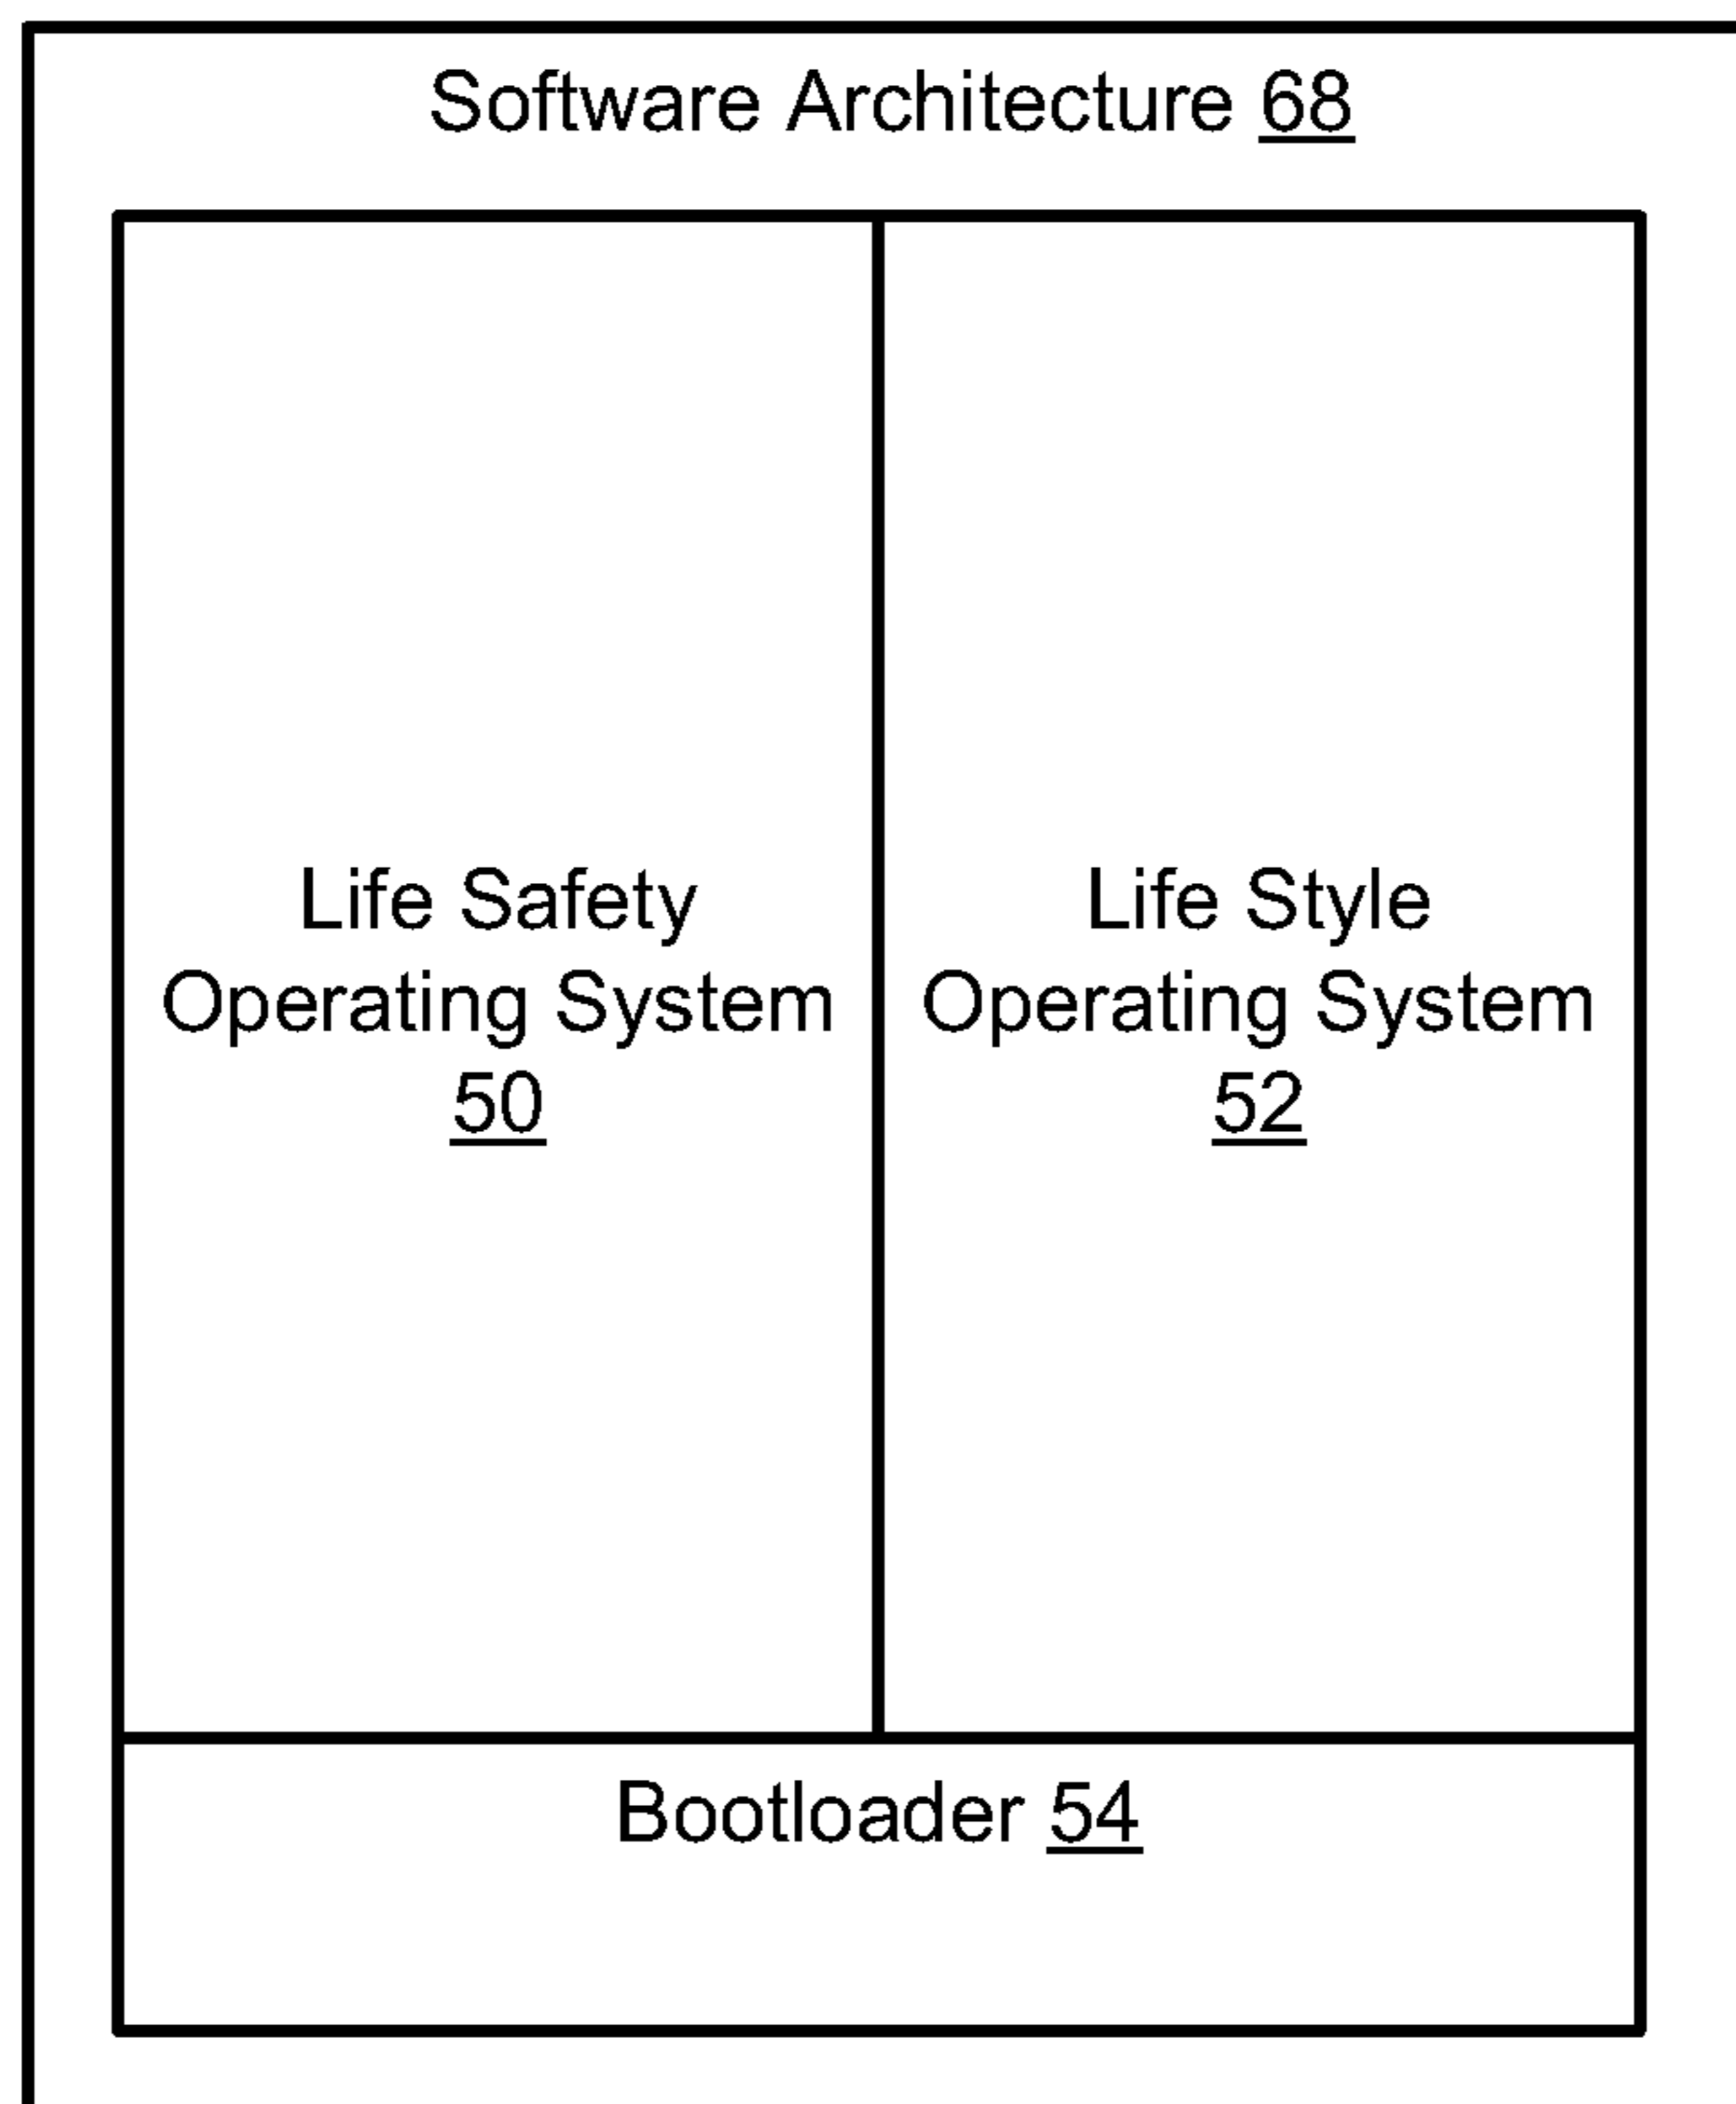 Software Architecture 68
Life Safety
Operating System
50
Life Style
Operating System
52
Bootloader 54